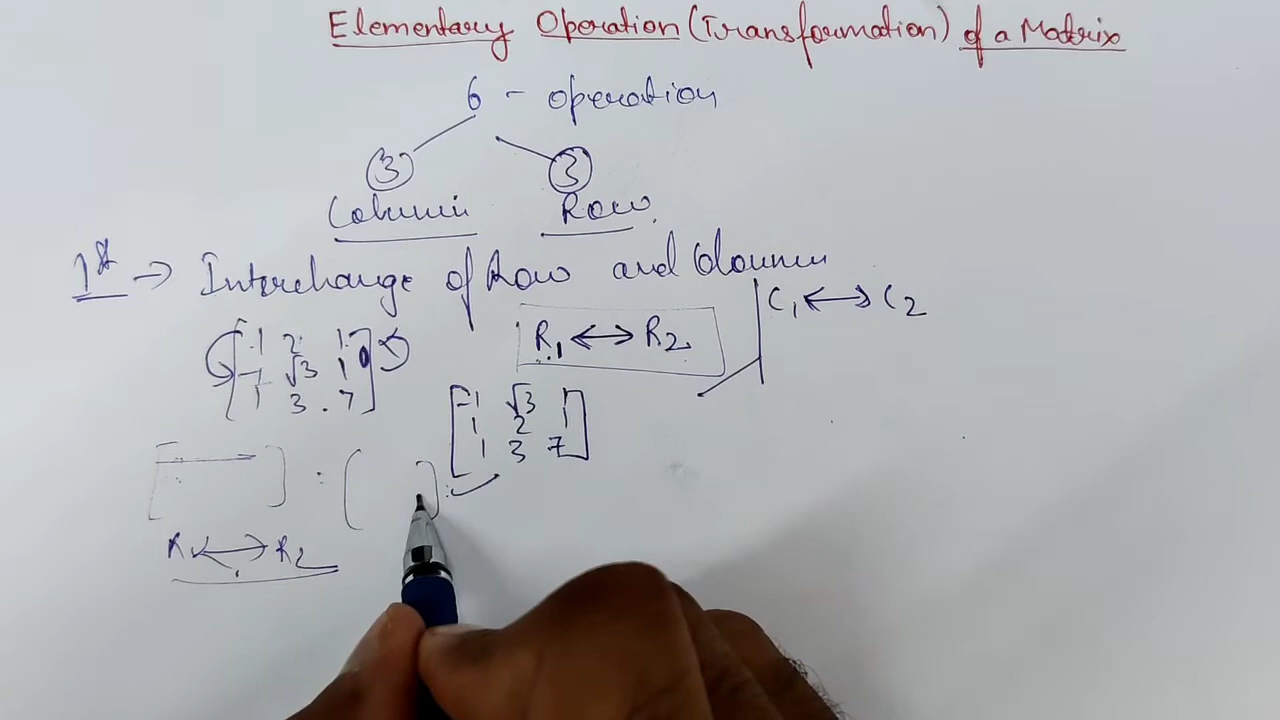 Elementary Operation (Transformation) of a Matrix
6 - operation
3 3
Column Row
1st → Interchange of Row and Coloumn
R1 ↔ R2 C1 ↔ C2
1 2 1
-1 √3 1
1 3 7
-1 √3 1
1 2 1
1 3 7
R1 ↔ R2